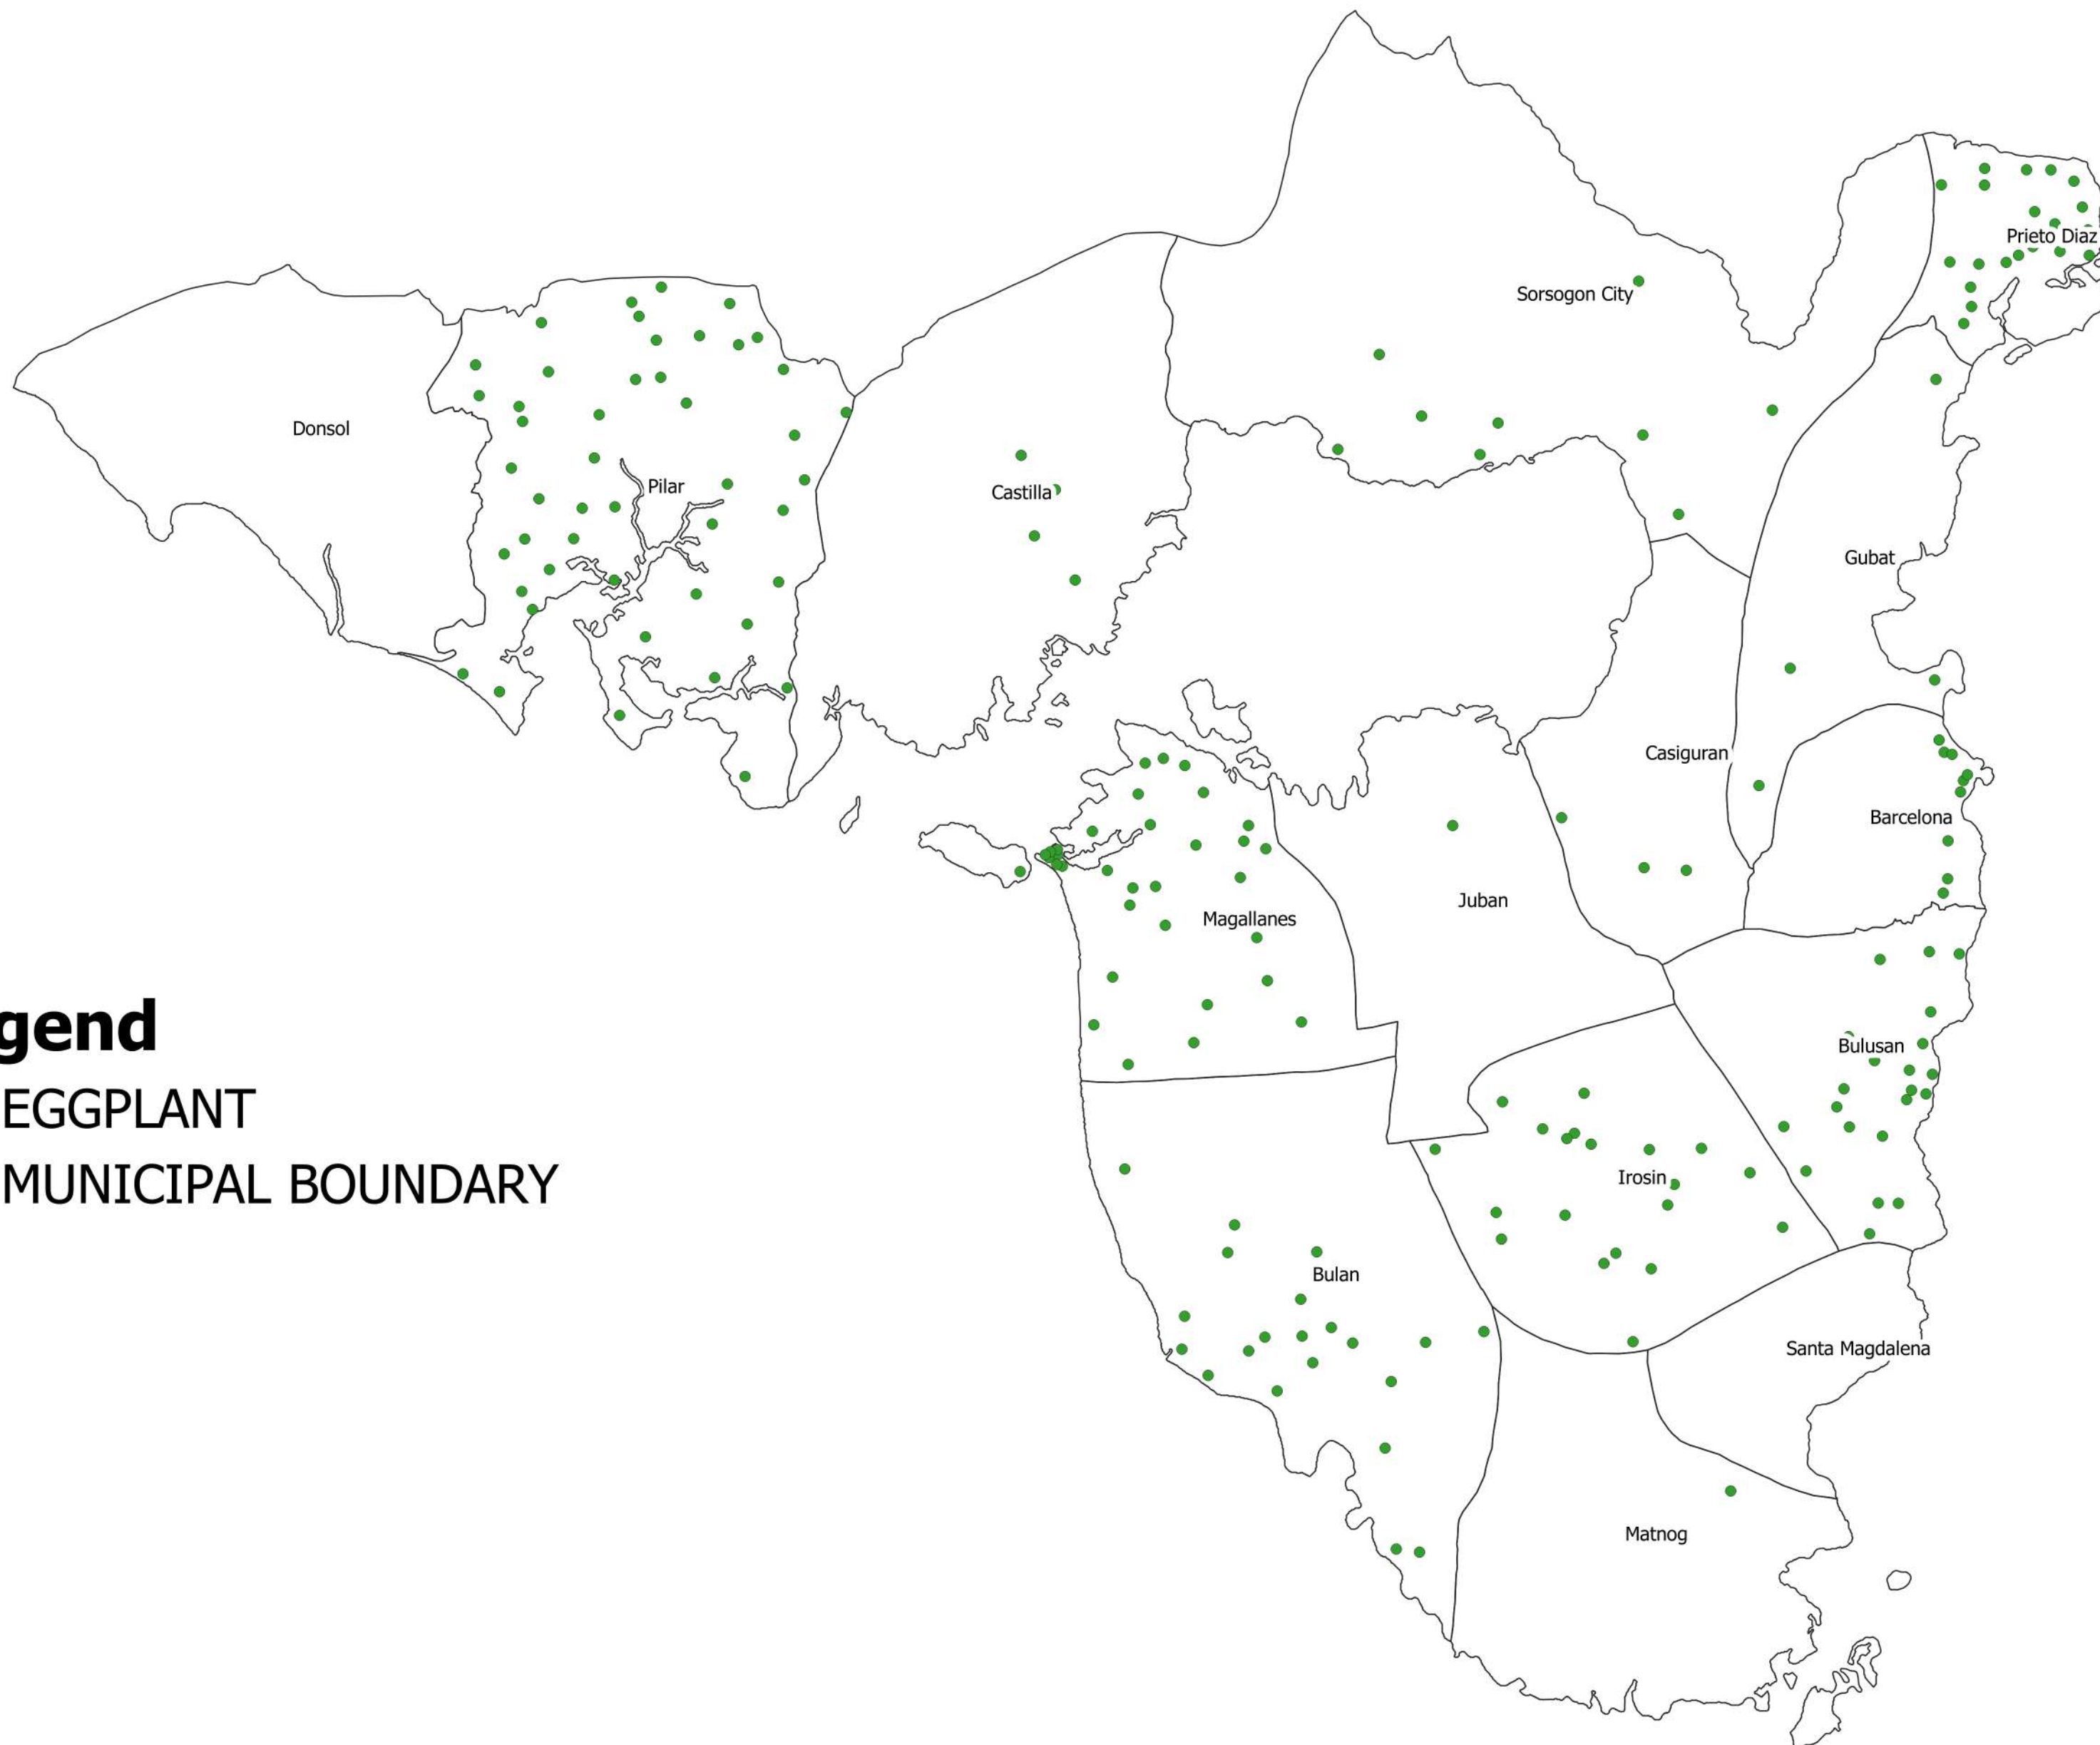 Prieto Diaz
Sorsogon City
Donsol
Pilar
Castilla
Gubat
Casiguran
Barcelona
Juban
Magallanes
gend
EGGPLANT
MUNICIPAL BOUNDARY
Bulusan
Irosin
Bulan
Santa Magdalena
Matnog